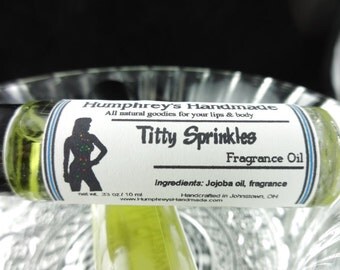 Humphrey's Handmade
All natural goodies for your lips & body
Titty Sprinkles
Fragrance Oil
Ingredients: Jojoba oil, fragrance
net wt. .33 oz / 10 ml
Handcrafted in Johnstown, OH
www.HumphreysHandmade.com